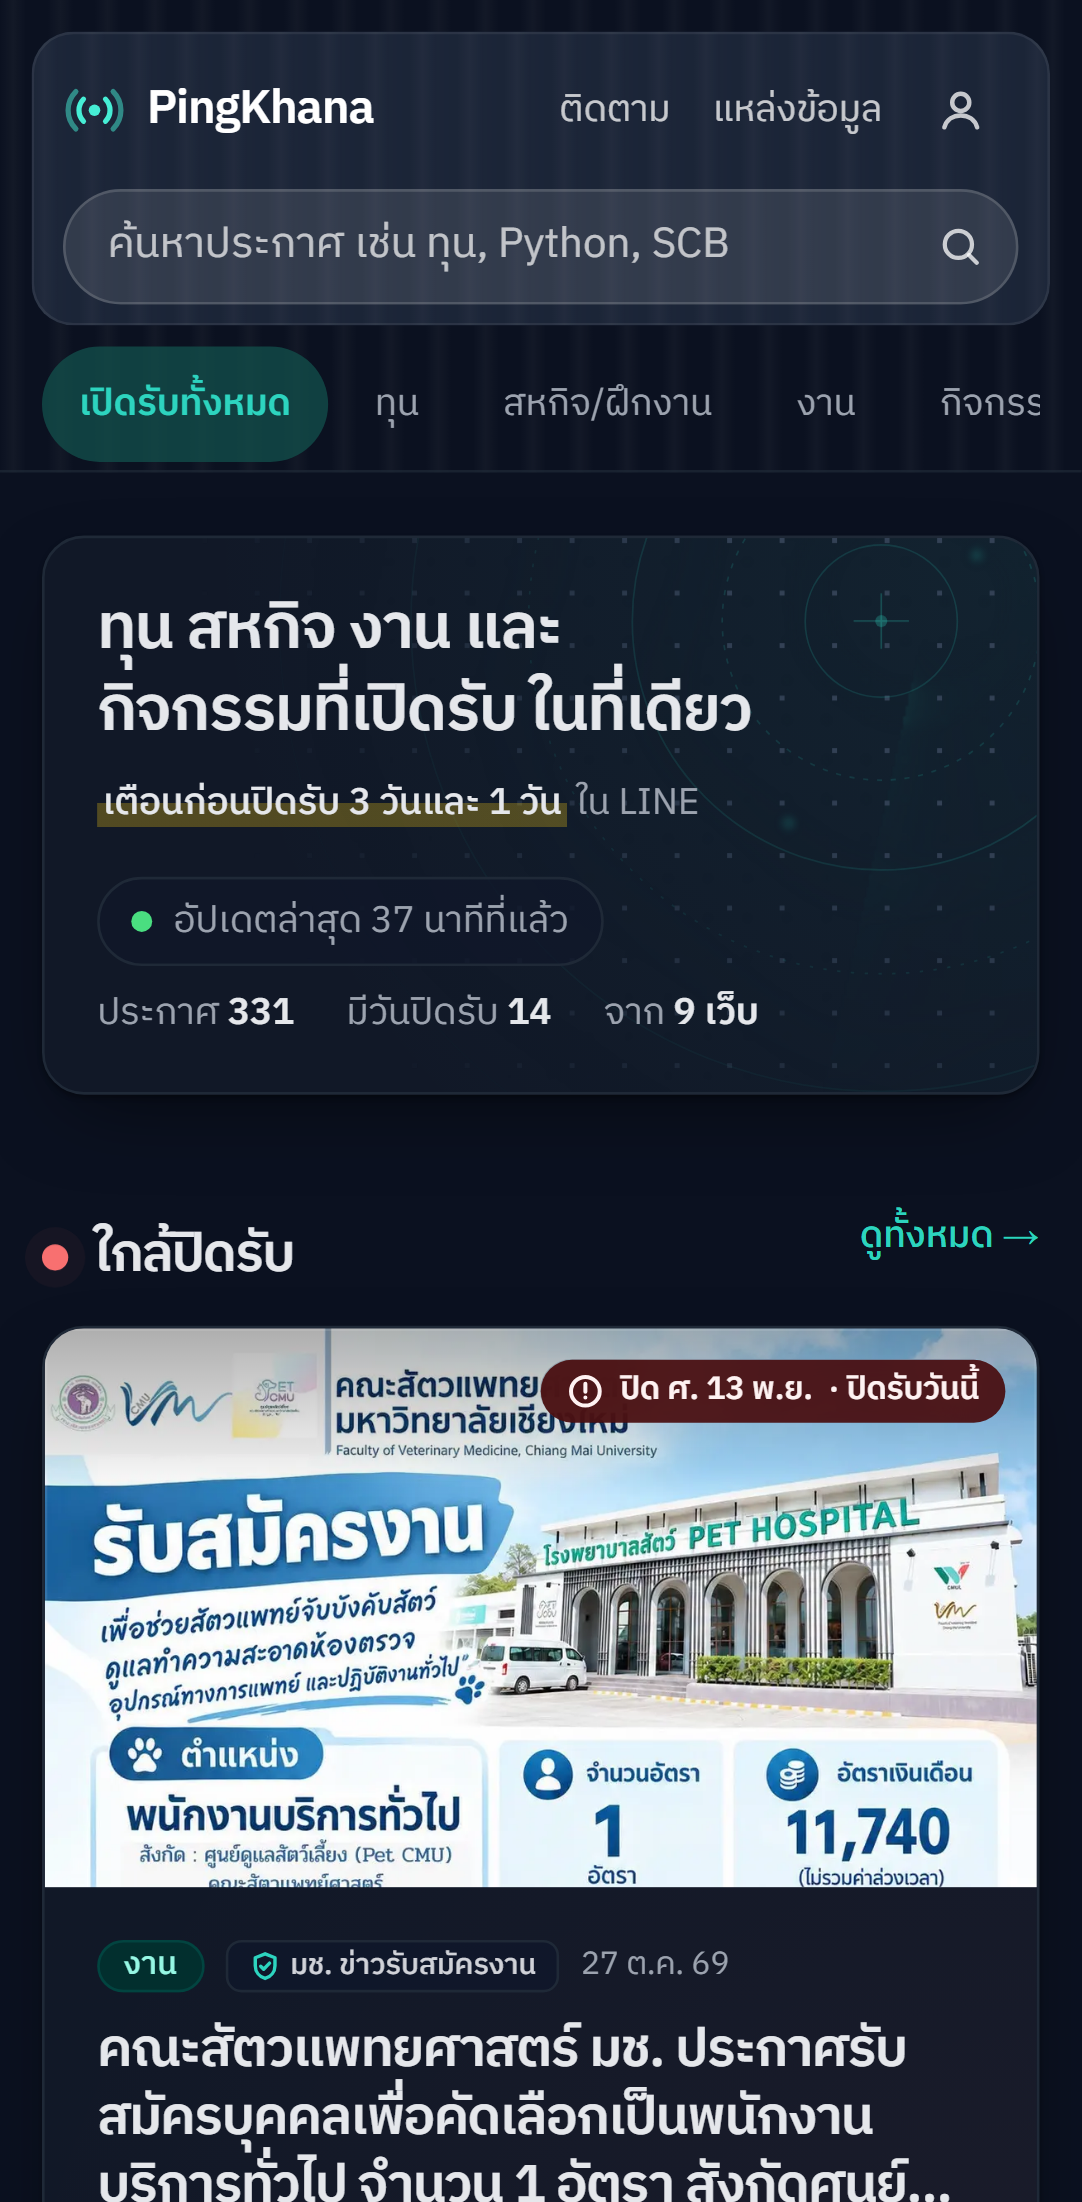 PingKhana
ติดตาม
แหล่งข้อมูล
ค้นหาประกาศ เช่น ทุน, Python, SCB
เปิดรับทั้งหมด
ทุน
สหกิจ/ฝึกงาน
งาน
กิจกรร
ทุน สหกิจ งาน และ
กิจกรรมที่เปิดรับ ในที่เดียว
เตือนก่อนปิดรับ 3 วันและ 1 วัน ใน LINE
อัปเดตล่าสุด 37 นาทีที่แล้ว
ประกาศ 331 มีวันปิดรับ 14 จาก 9 เว็บ
ใกล้ปิดรับ
ดูทั้งหมด →
ปิด ศ. 13 พ.ย. · ปิดรับวันนี้
PET CMU
คณะสัตวแพทย
มหาวิทยาลัยเชียงใหม่
Faculty of Veterinary Medicine, Chiang Mai University
รับสมัครงาน
เพื่อช่วยสัตวแพทย์จับบังคับสัตว์
ดูแลทำความสะอาดห้องตรวจ
อุปกรณ์ทางการแพทย์ และปฏิบัติงานทั่วไป
โรงพยาบาลสัตว์ PET HOSPITAL
ตำแหน่ง
พนักงานบริการทั่วไป
สังกัด : ศูนย์ดูแลสัตว์เลี้ยง (Pet CMU)
คณะสัตวแพทย์ศาสตร์
จำนวนอัตรา
1
อัตรา
อัตราเงินเดือน
11,740
(ไม่รวมค่าล่วงเวลา)
งาน
มช. ข่าวรับสมัครงาน
27 ต.ค. 69
คณะสัตวแพทยศาสตร์ มช. ประกาศรับ
สมัครบุคคลเพื่อคัดเลือกเป็นพนักงาน
บริการทั่วไป จำนวน 1 อัตรา สังกัดศูนย์...